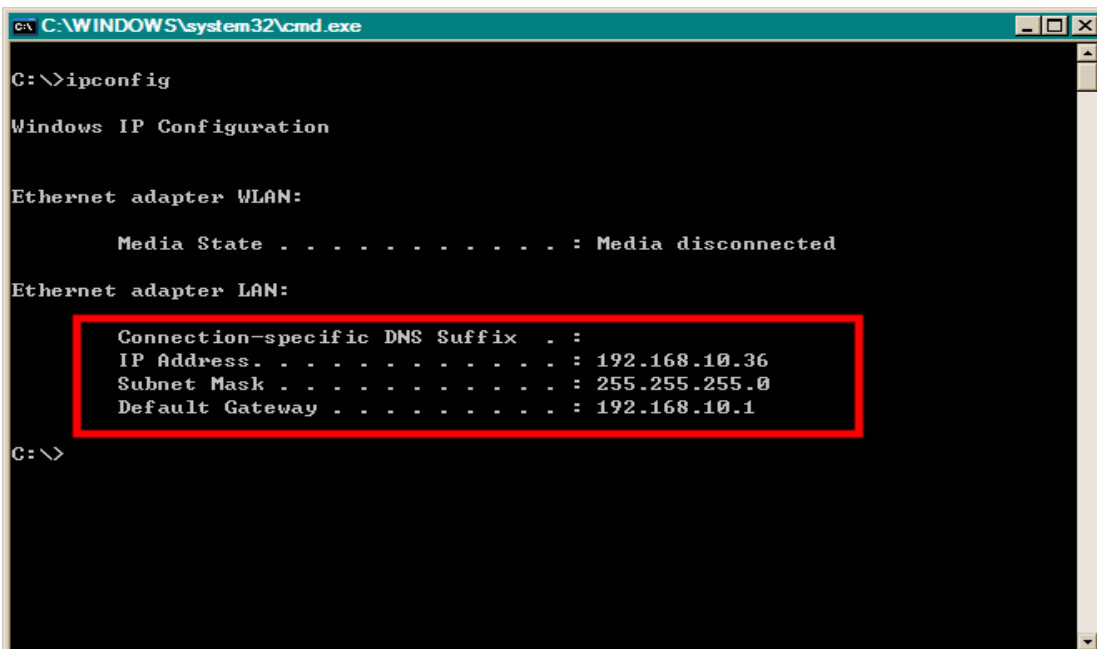 C:\WINDOWS\system32\cmd.exe
C:\>ipconfig
Windows IP Configuration
Ethernet adapter WLAN:
Media State . . . . . . . . . . . : Media disconnected
Ethernet adapter LAN:
Connection-specific DNS Suffix  . :
IP Address. . . . . . . . . . . . : 192.168.10.36
Subnet Mask . . . . . . . . . . . : 255.255.255.0
Default Gateway . . . . . . . . . : 192.168.10.1
C:\>